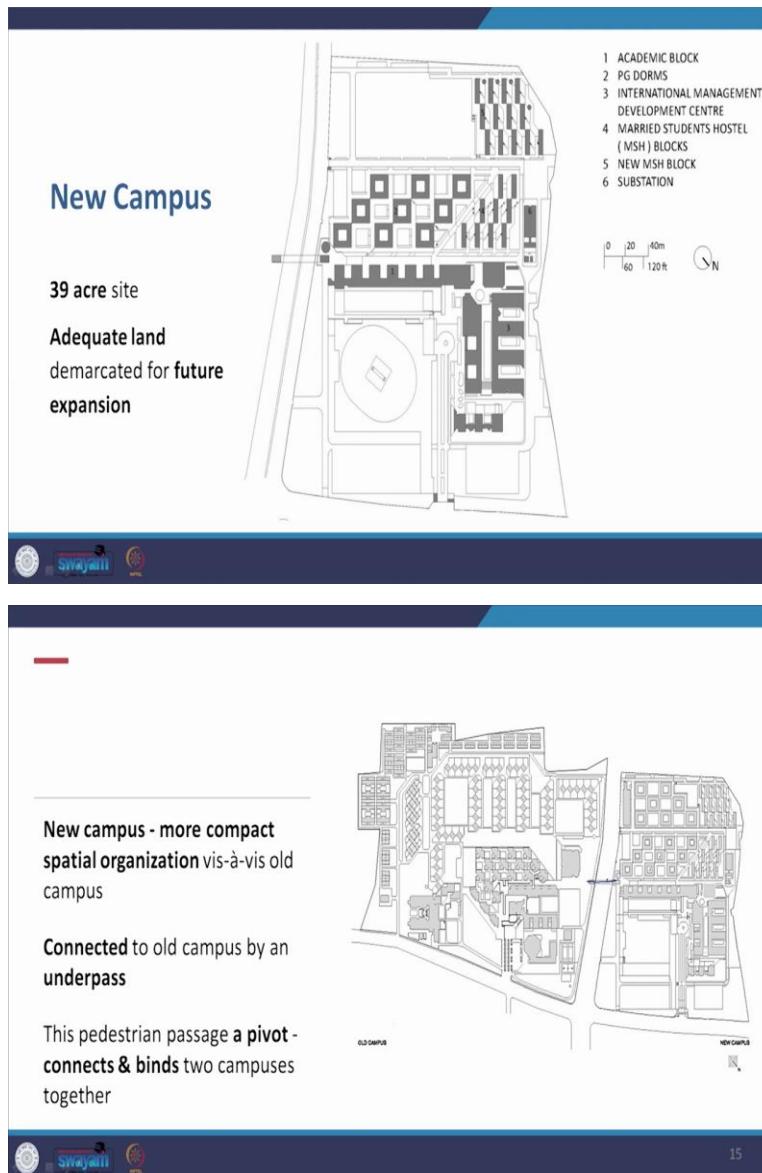 New Campus
39 acre site
Adequate land
demarcated for future
expansion
1 ACADEMIC BLOCK
2 PG DORMS
3 INTERNATIONAL MANAGEMENT
DEVELOPMENT CENTRE
4 MARRIED STUDENTS HOSTEL
( MSH ) BLOCKS
5 NEW MSH BLOCK
6 SUBSTATION
0 20 40m
60 120 ft
N
1
3
swayam
New campus - more compact
spatial organization vis-à-vis old
campus
Connected to old campus by an
underpass
This pedestrian passage a pivot -
connects & binds two campuses
together
OLD CAMPUS
NEW CAMPUS
swayam
15